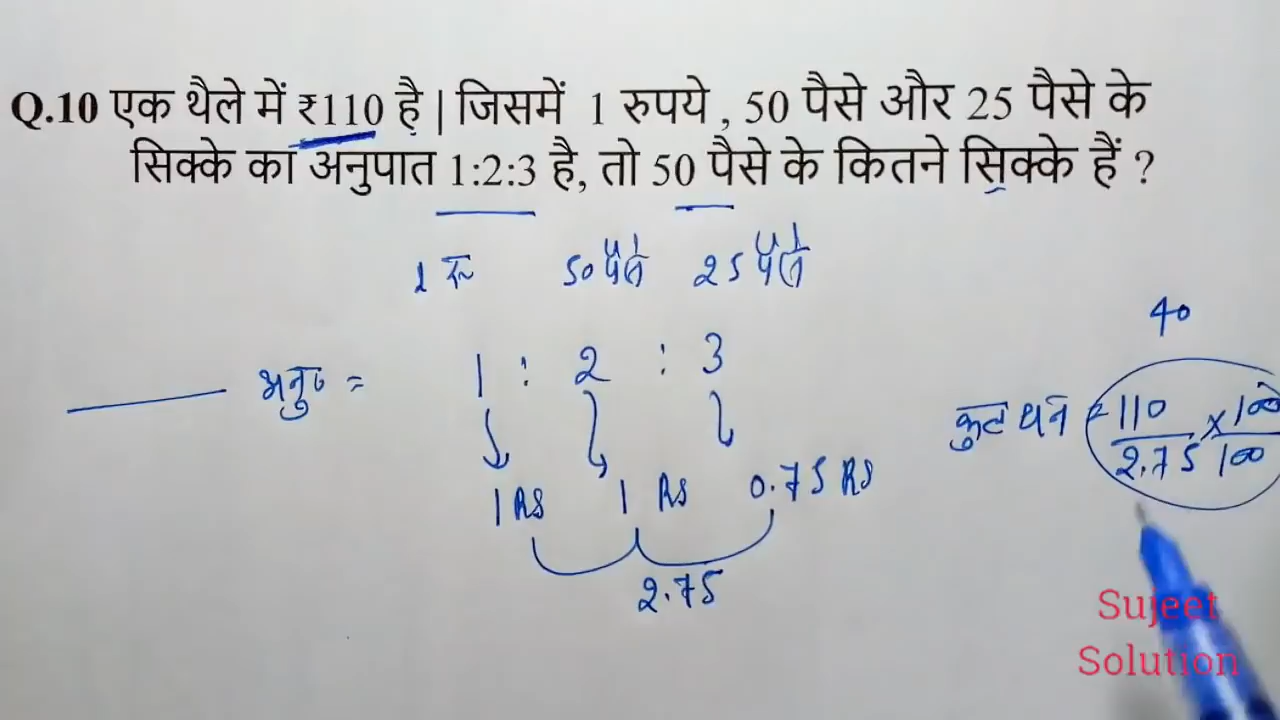 Q.10 एक थैले में ₹110 है | जिसमें 1 रुपये , 50 पैसे और 25 पैसे के
सिक्के का अनुपात 1:2:3 है, तो 50 पैसे के कितने सिक्के हैं ?
1 रु 50 पैसे 25 पैसे
40
अनु० = 1 : 2 : 3
कुल धन = 110/2.75 × 100/100
1 RS 1 RS 0.75 RS
2.75
Sujeet
Solution